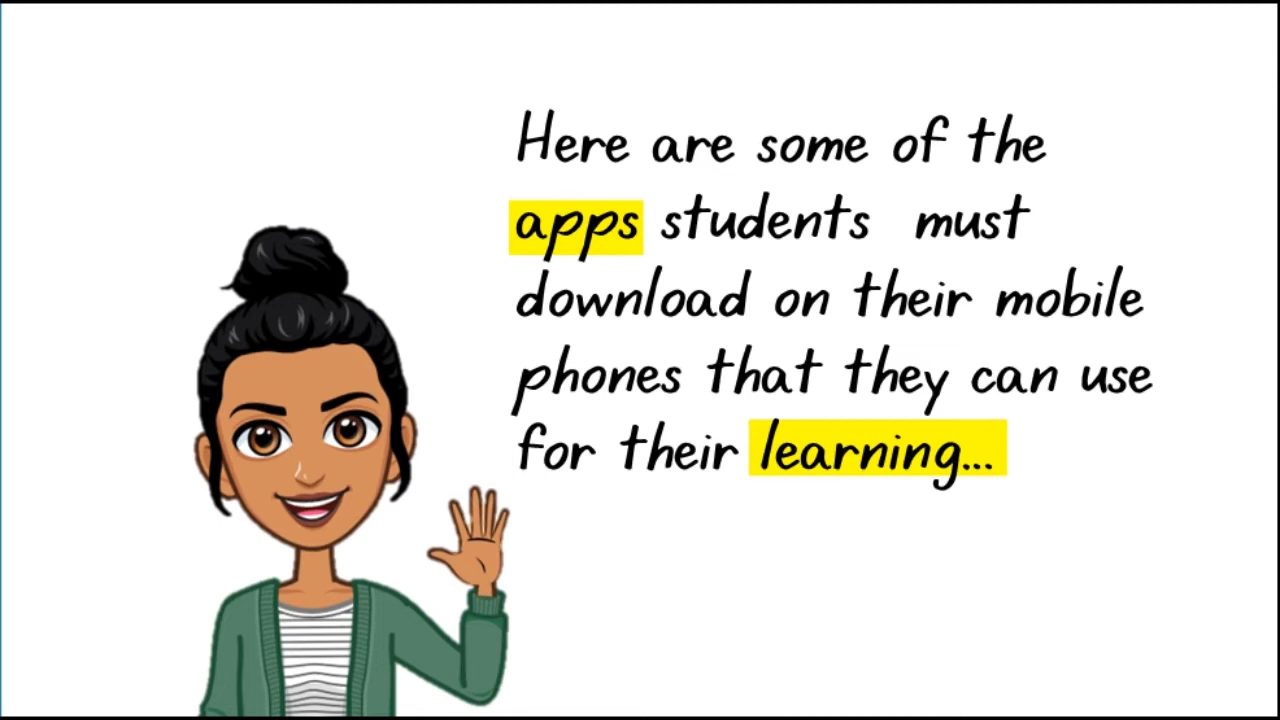 Here are some of the
apps students must
download on their mobile
phones that they can use
for their learning...